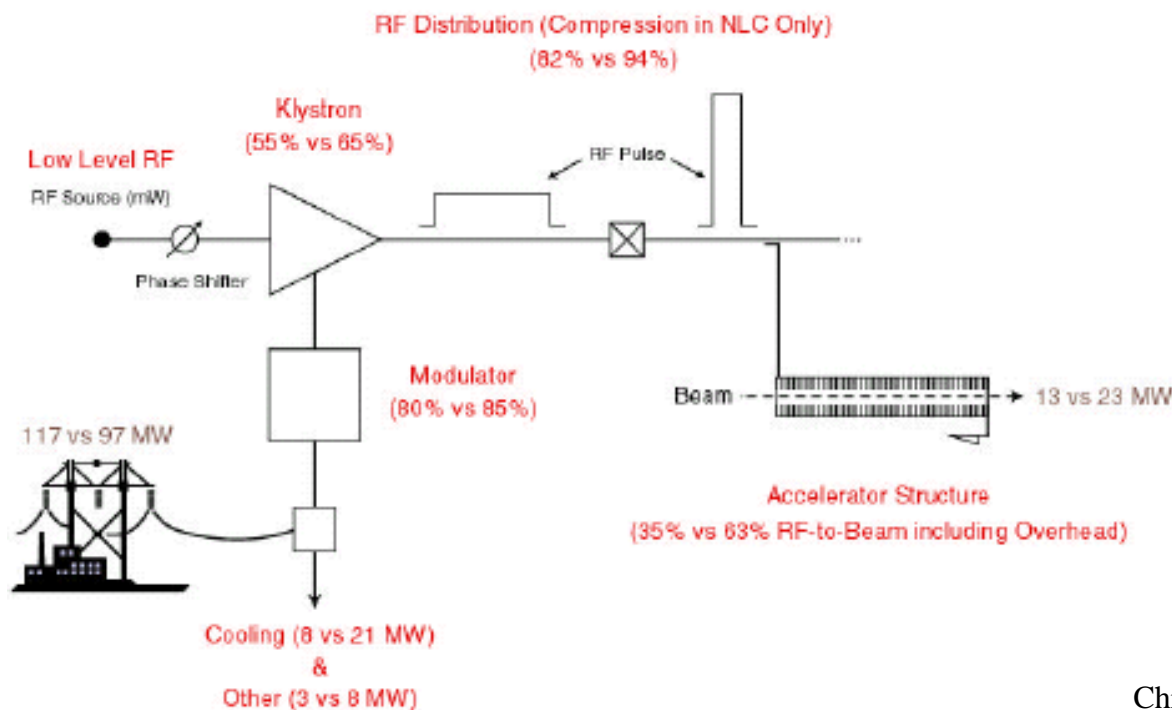 RF Distribution (Compression in NLC Only)
(82% vs 94%)
Klystron
(55% vs 65%)
RF Pulse
Low Level RF
RF Source (mW)
Phase Shifter
Modulator
(80% vs 85%)
Beam
13 vs 23 MW
117 vs 97 MW
Accelerator Structure
(35% vs 63% RF-to-Beam including Overhead)
Cooling (8 vs 21 MW)
&
Other (3 vs 8 MW)